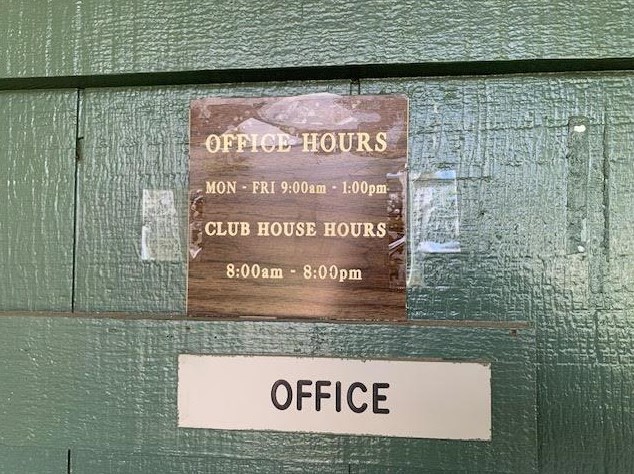 OFFICE HOURS
MON - FRI 9:00am - 1:00pm
CLUB HOUSE HOURS
8:00am - 8:00pm
OFFICE